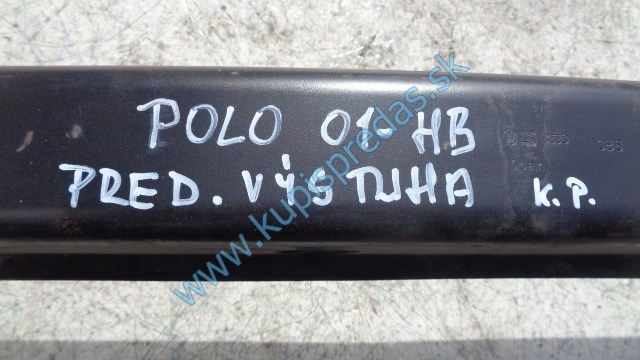 POLO 01 HB
PRED. VÝSTUHA K.P.
www.kupispredas.sk